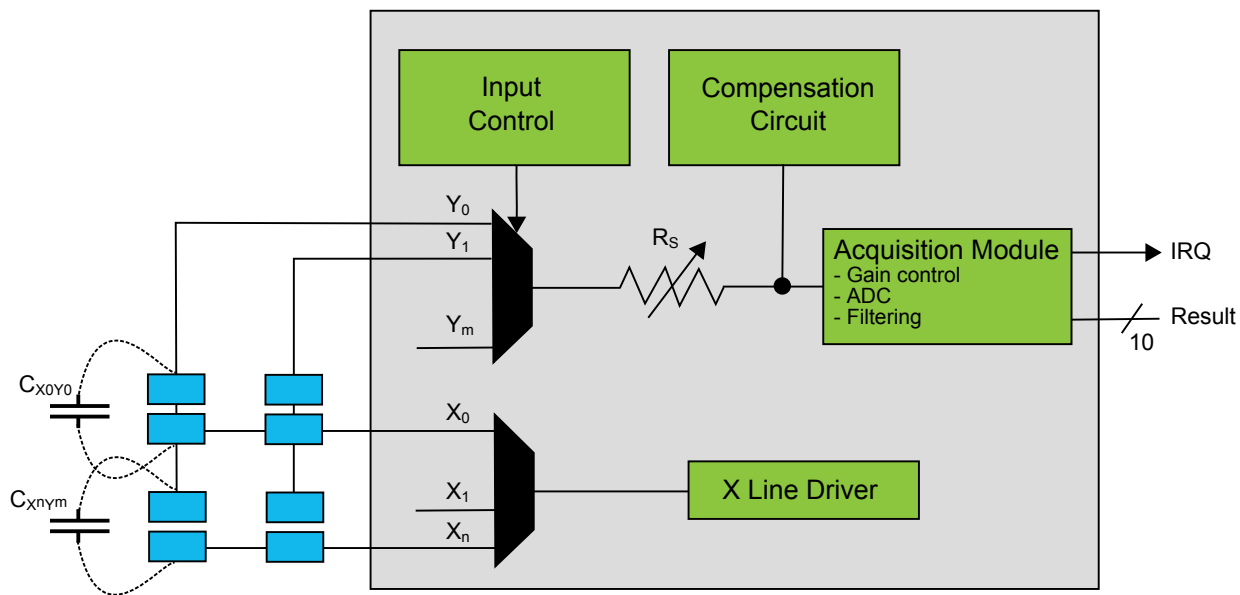 Input
Control
Compensation
Circuit
Y0
Y1
RS
Acquisition Module
- Gain control
- ADC
- Filtering
IRQ
Result
10
Ym
CX0Y0
X0
CXnYm
X1
Xn
X Line Driver